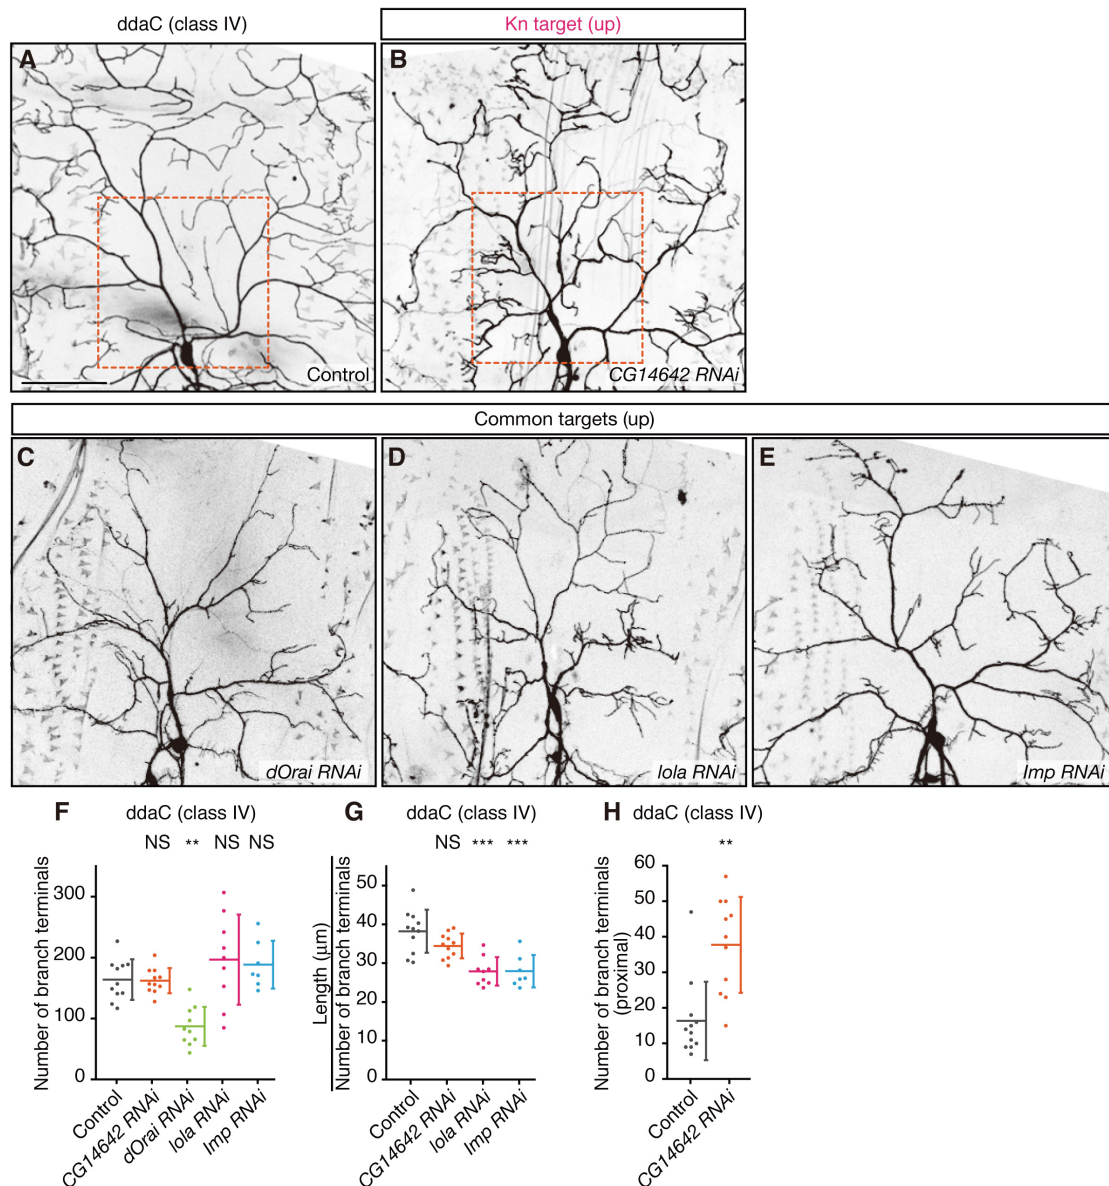 ddaC (class IV)
Kn target (up)
A
B
Control
CG14642 RNAi
Common targets (up)
C
D
E
dOrai RNAi
lola RNAi
Imp RNAi
F
ddaC (class IV)
NS ** NS NS
Number of branch terminals
300
200
100
0
Control
CG14642 RNAi
dOrai RNAi
lola RNAi
Imp RNAi
G
ddaC (class IV)
NS *** ***
Length (μm)
Number of branch terminals
50
40
30
20
10
0
Control
CG14642 RNAi
lola RNAi
Imp RNAi
H
ddaC (class IV)
**
Number of branch terminals
(proximal)
60
50
40
30
20
10
0
Control
CG14642 RNAi